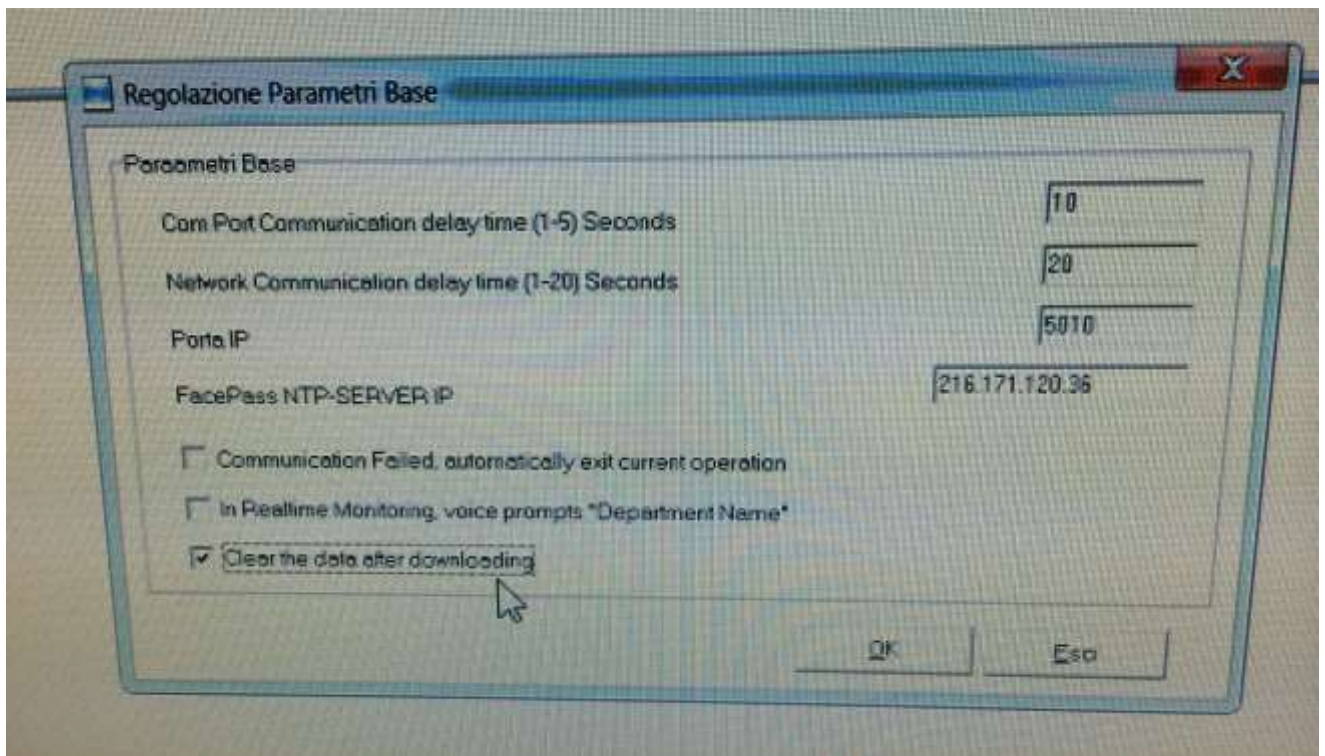 Regolazione Parametri Base
X
Paraametri Base
Com Port Communication delay time (1-5) Seconds
10
Network Communication delay time (1-20) Seconds
20
Porta IP
5010
FacePass NTP-SERVER IP
216.171.120.36
Communication Failed, automatically exit current operation
In Realtime Monitoring, voice prompts "Department Name"
Clear the data after downloading
OK
Esci